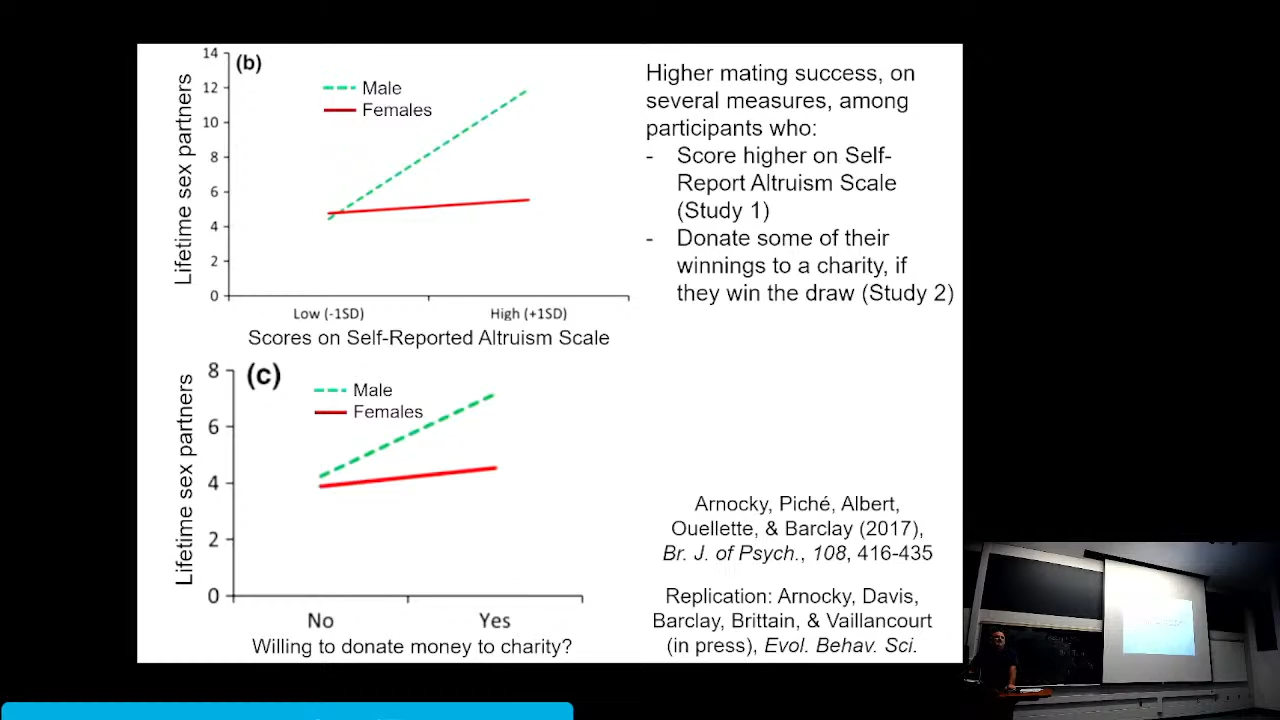 (b)
14
12
10
8
6
4
2
0
Lifetime sex partners
Male
Females
Low (-1SD)
High (+1SD)
Scores on Self-Reported Altruism Scale
(c)
8
6
4
2
0
Lifetime sex partners
Male
Females
No
Yes
Willing to donate money to charity?
Higher mating success, on
several measures, among
participants who:
- Score higher on Self-
Report Altruism Scale
(Study 1)
- Donate some of their
winnings to a charity, if
they win the draw (Study 2)
Arnocky, Piché, Albert,
Ouellette, & Barclay (2017),
Br. J. of Psych., 108, 416-435
Replication: Arnocky, Davis,
Barclay, Brittain, & Vaillancourt
(in press), Evol. Behav. Sci.